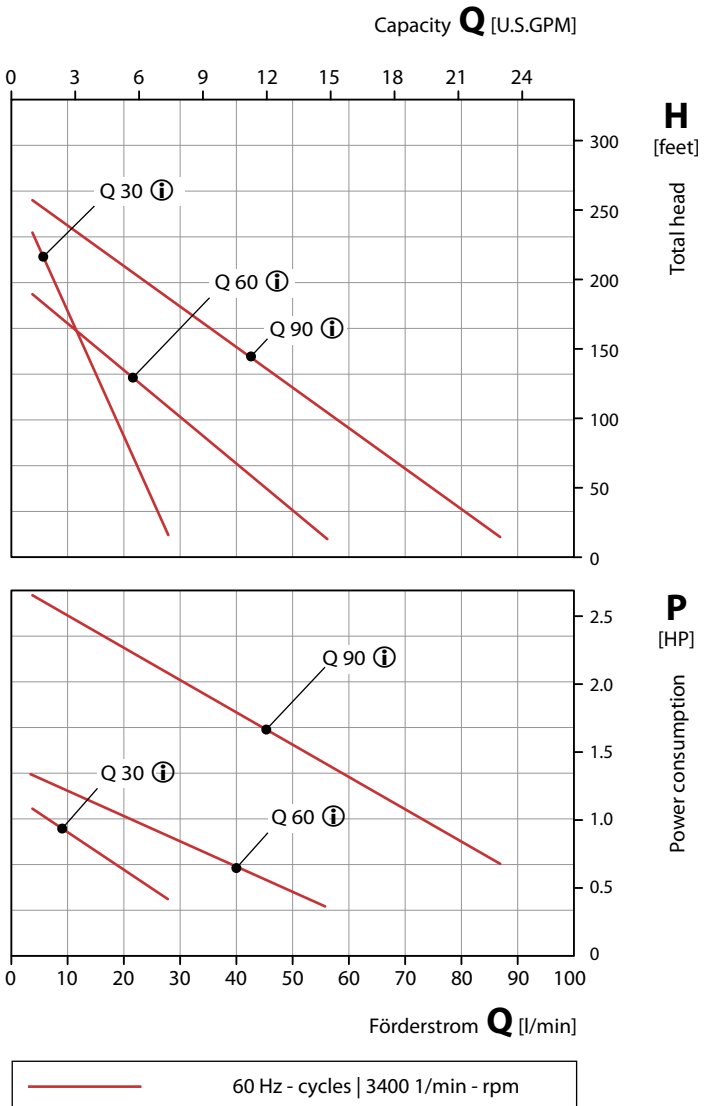 Capacity Q [U.S.GPM]
0 3 6 9 12 15 18 21 24
H
[feet]
Total head
300
250
200
150
100
50
0
Q 30 i
Q 60 i
Q 90 i
P
[HP]
Power consumption
2.5
2.0
1.5
1.0
0.5
0
Q 90 i
Q 30 i
Q 60 i
0 10 20 30 40 50 60 70 80 90 100
Förderstrom Q [l/min]
60 Hz - cycles | 3400 1/min - rpm